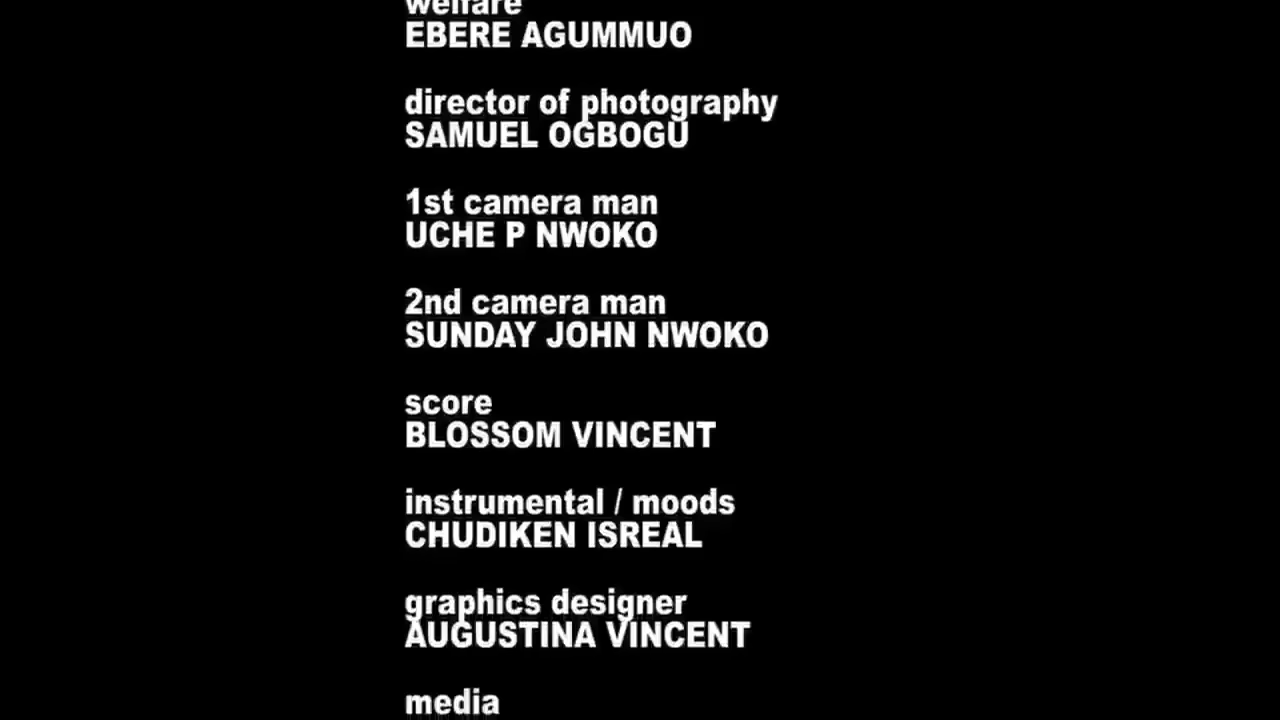 welfare
EBERE AGUMMUO
director of photography
SAMUEL OGBOGU
1st camera man
UCHE P NWOKO
2nd camera man
SUNDAY JOHN NWOKO
score
BLOSSOM VINCENT
instrumental / moods
CHUDIKEN ISREAL
graphics designer
AUGUSTINA VINCENT
media